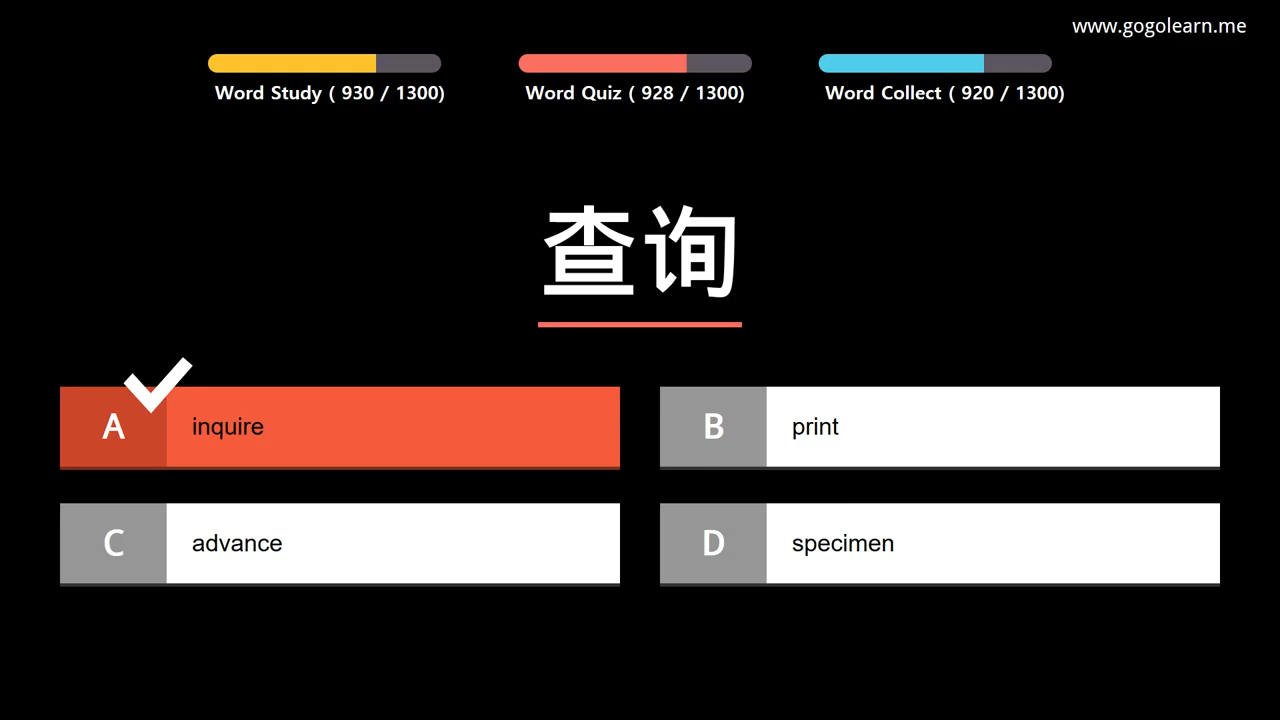 www.gogolearn.me
Word Study ( 930 / 1300)
Word Quiz ( 928 / 1300)
Word Collect ( 920 / 1300)
查询
A inquire
B print
C advance
D specimen